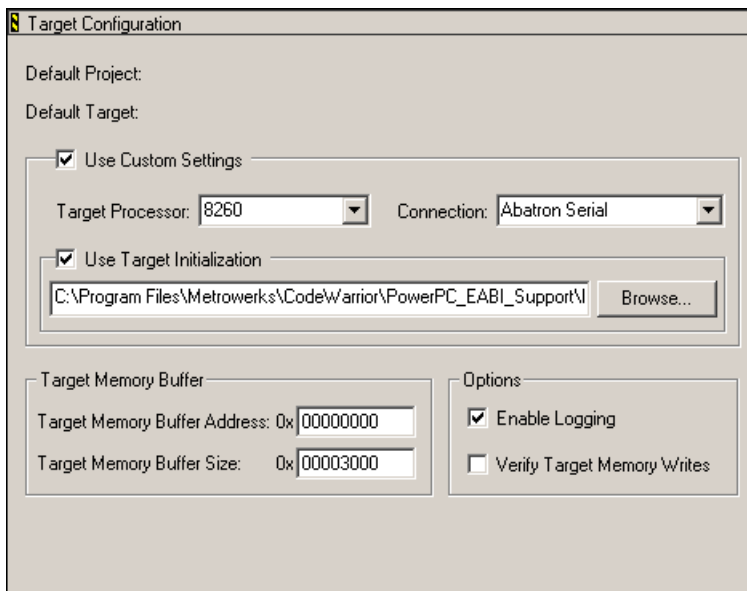 Target Configuration
Default Project:
Default Target:
Use Custom Settings
Target Processor: 8260 Connection: Abatron Serial
Use Target Initialization
C:\Program Files\Metrowerks\CodeWarrior\PowerPC_EABI_Support\ Browse...
Target Memory Buffer Options
Target Memory Buffer Address: 0x 00000000 Enable Logging
Target Memory Buffer Size: 0x 00003000 Verify Target Memory Writes